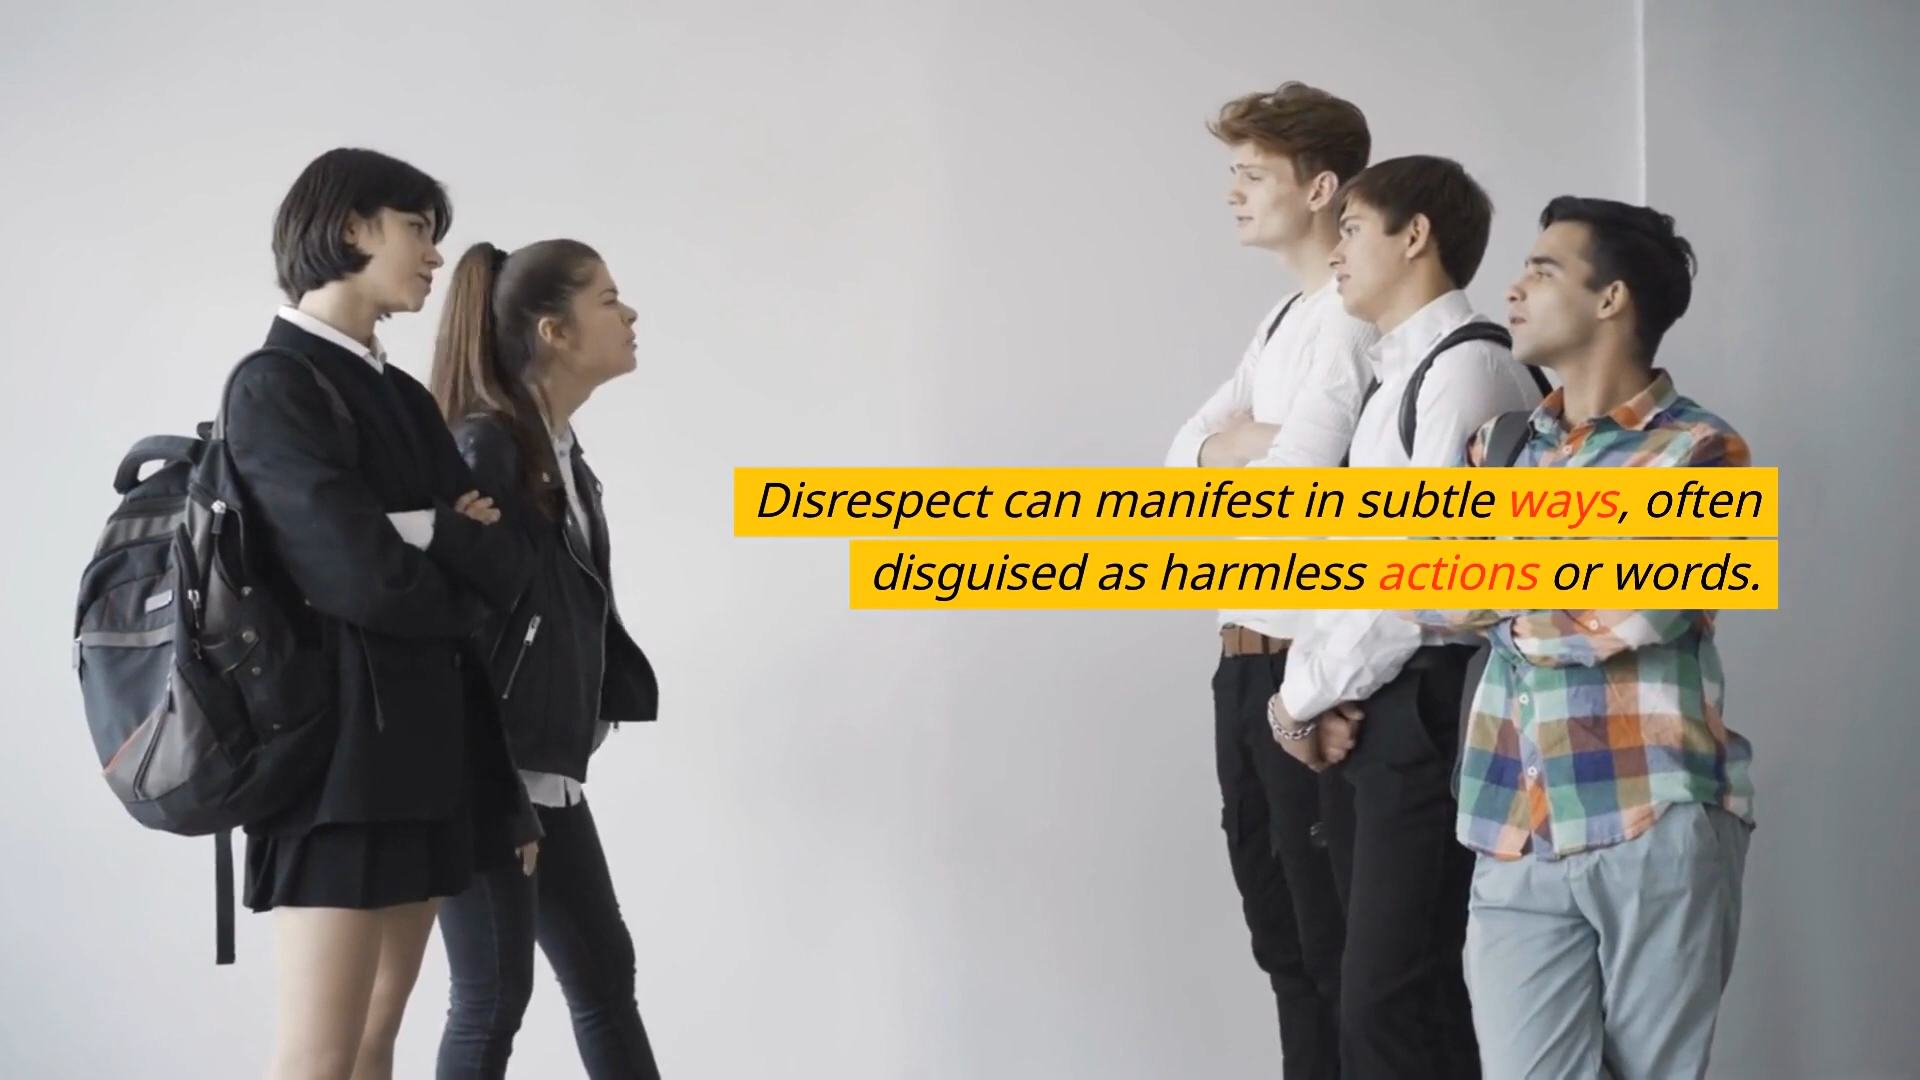 Disrespect can manifest in subtle ways, often
disguised as harmless actions or words.